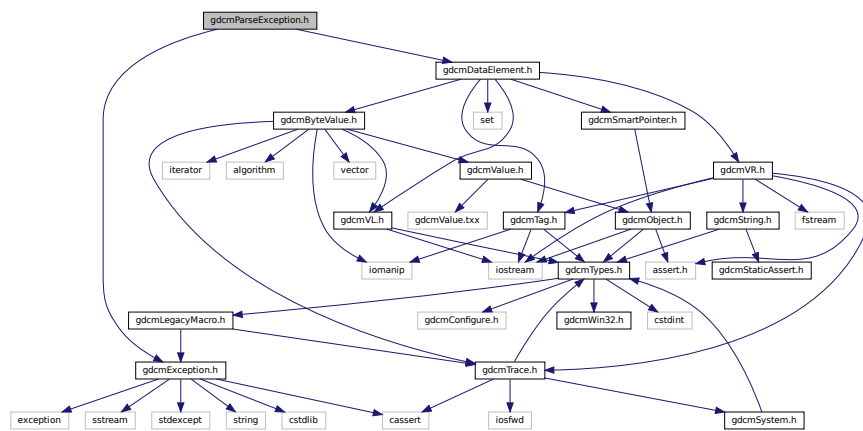 gdcmParseException.h
gdcmDataElement.h
gdcmByteValue.h
set
gdcmSmartPointer.h
iterator
algorithm
vector
gdcmValue.h
gdcmVR.h
gdcmVL.h
gdcmValue.txx
gdcmTag.h
gdcmObject.h
gdcmString.h
fstream
iomanip
iostream
gdcmTypes.h
assert.h
gdcmStaticAssert.h
gdcmLegacyMacro.h
gdcmConfigure.h
gdcmWin32.h
cstdint
gdcmException.h
gdcmTrace.h
exception
sstream
stdexcept
string
cstdlib
cassert
iosfwd
gdcmSystem.h